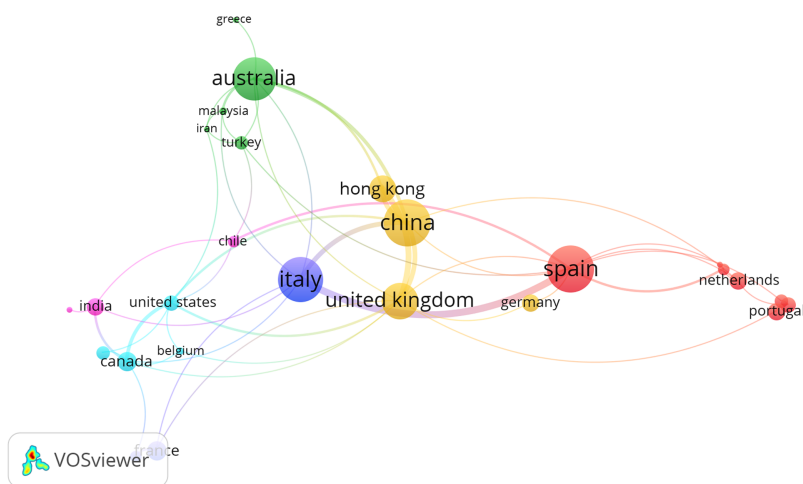 greece
australia
malaysia
iran
turkey
hong kong
china
chile
italy
spain
netherlands
india
united states
united kingdom
germany
portugal
belgium
canada
france
VOSviewer